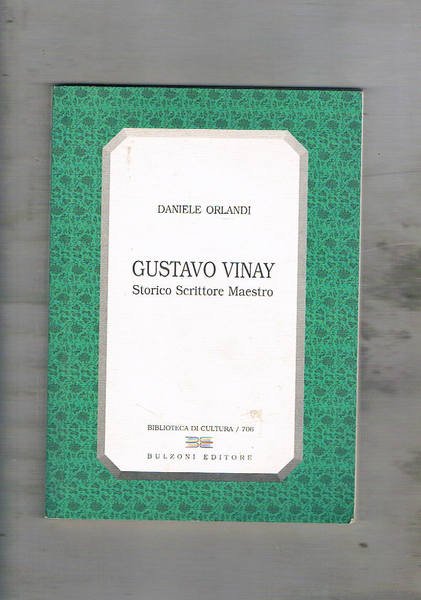 DANIELE ORLANDI
GUSTAVO VINAY
Storico Scrittore Maestro
BIBLIOTECA DI CULTURA / 706
BULZONI EDITORE